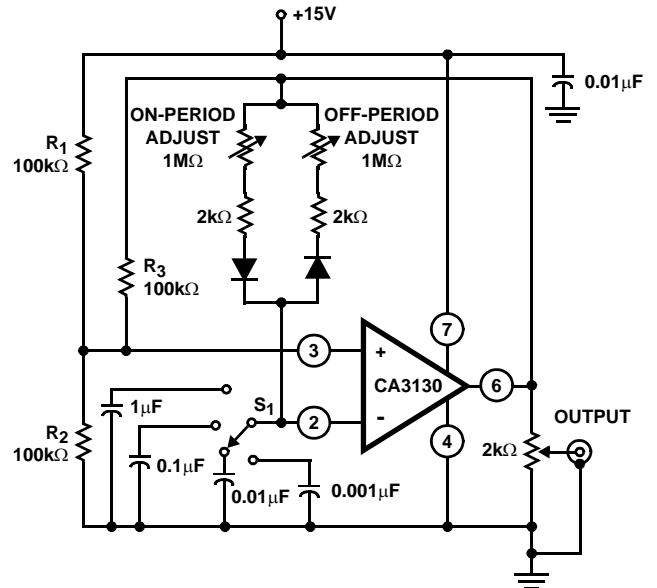 +15V
0.01μF
ON-PERIOD
ADJUST
1MΩ
OFF-PERIOD
ADJUST
1MΩ
R1
100kΩ
2kΩ
2kΩ
R3
100kΩ
3
+
7
CA3130
6
2
-
4
S1
1μF
OUTPUT
R2
100kΩ
0.1μF
0.01μF
0.001μF
2kΩ